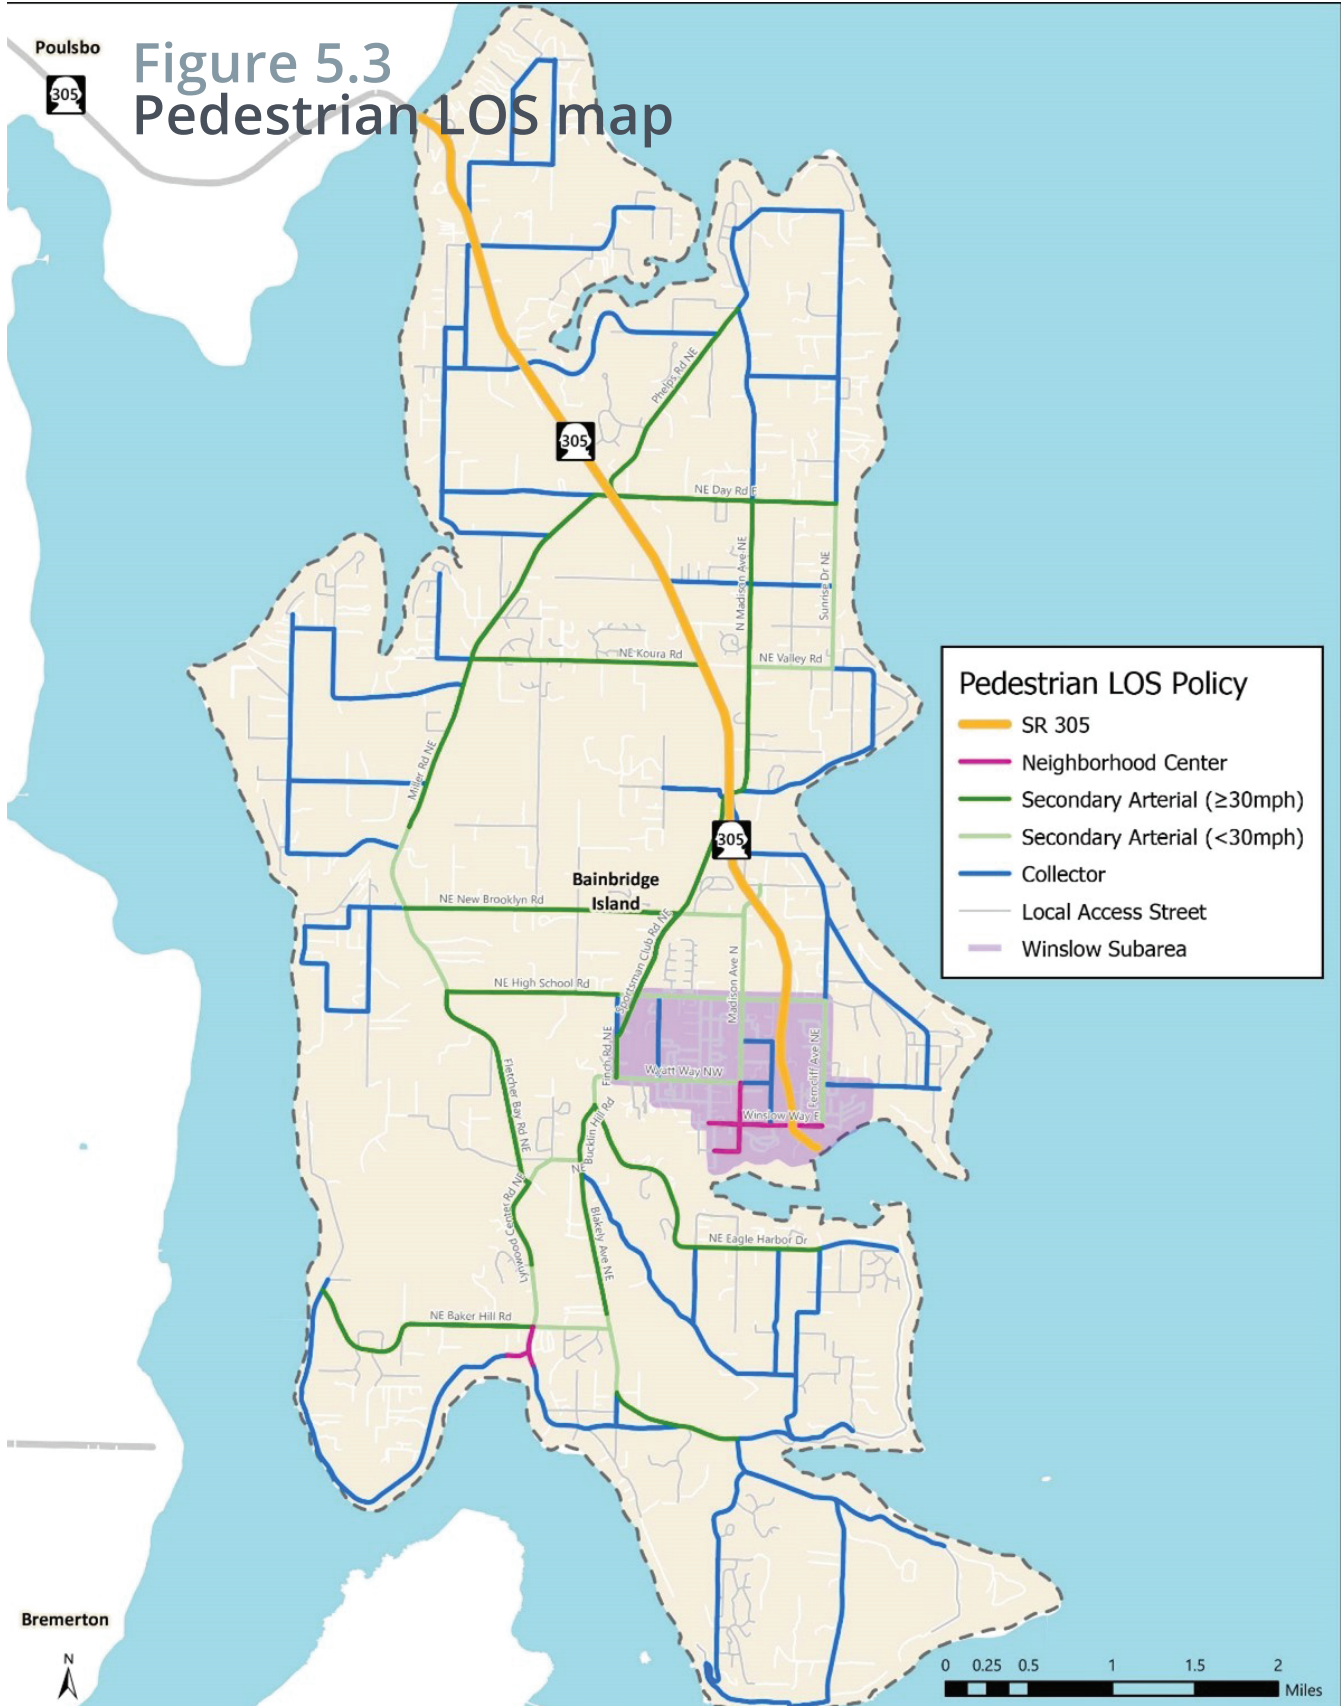 Poulsbo
305
Figure 5.3
Pedestrian LOS map
Phelps Rd NE
305
NE Day Rd E
N Madison Ave NE
Sunrise Dr NE
NE Koura Rd
NE Valley Rd
Miller Rd NE
305
Bainbridge
Island
NE New Brooklyn Rd
Sportsman Club Rd NE
Madison Ave N
NE High School Rd
Finch Rd NE
Wyatt Way NW
Ferncliff Ave NE
Winslow Way E
Fletcher Bay Rd NE
NE Bucklin Hill Rd
Lynwood Center Rd NE
Blakely Ave NE
NE Eagle Harbor Dr
NE Baker Hill Rd
Pedestrian LOS Policy
SR 305
Neighborhood Center
Secondary Arterial (≥30mph)
Secondary Arterial (<30mph)
Collector
Local Access Street
Winslow Subarea
Bremerton
N
0 0.25 0.5 1 1.5 2
Miles